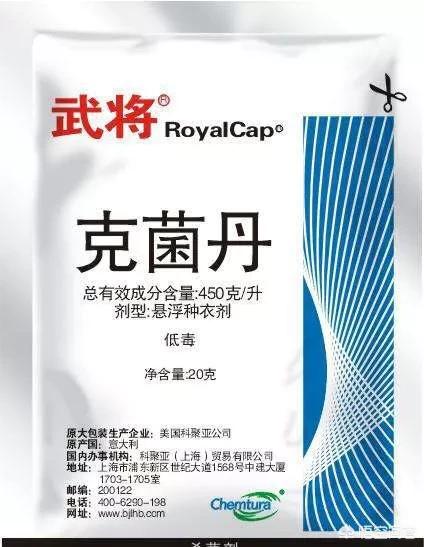 武将®
RoyalCap®
克菌丹
总有效成分含量:450克/升
剂型:悬浮种衣剂
低毒
净含量:20克
原大包装生产企业：美国科聚亚公司
原产国：意大利
国内办事机构：科聚亚（上海）贸易有限公司
地址：上海市浦东新区世纪大道1568号中建大厦
1703-1705室
邮编：200122
电话：400-6290-198
网址：www.bjlhb.com
Chemtura
杀菌剂